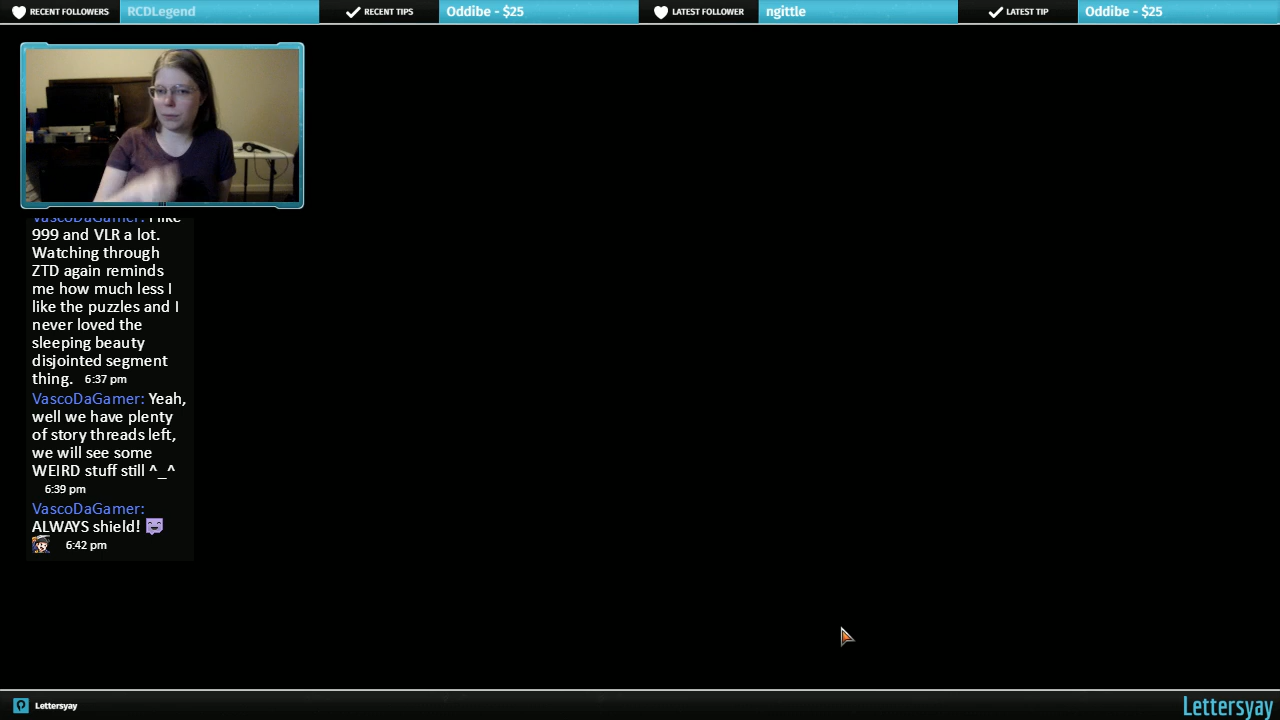 RECENT FOLLOWERS RCDLegend RECENT TIPS Oddibe - $25 LATEST FOLLOWER ngittle LATEST TIP Oddibe - $25
VascoDaGamer: I like
999 and VLR a lot.
Watching through
ZTD again reminds
me how much less I
like the puzzles and I
never loved the
sleeping beauty
disjointed segment
thing. 6:37 pm
VascoDaGamer: Yeah,
well we have plenty
of story threads left,
we will see some
WEIRD stuff still ^_^
6:39 pm
VascoDaGamer:
ALWAYS shield!
6:42 pm
Lettersyay
Lettersyay